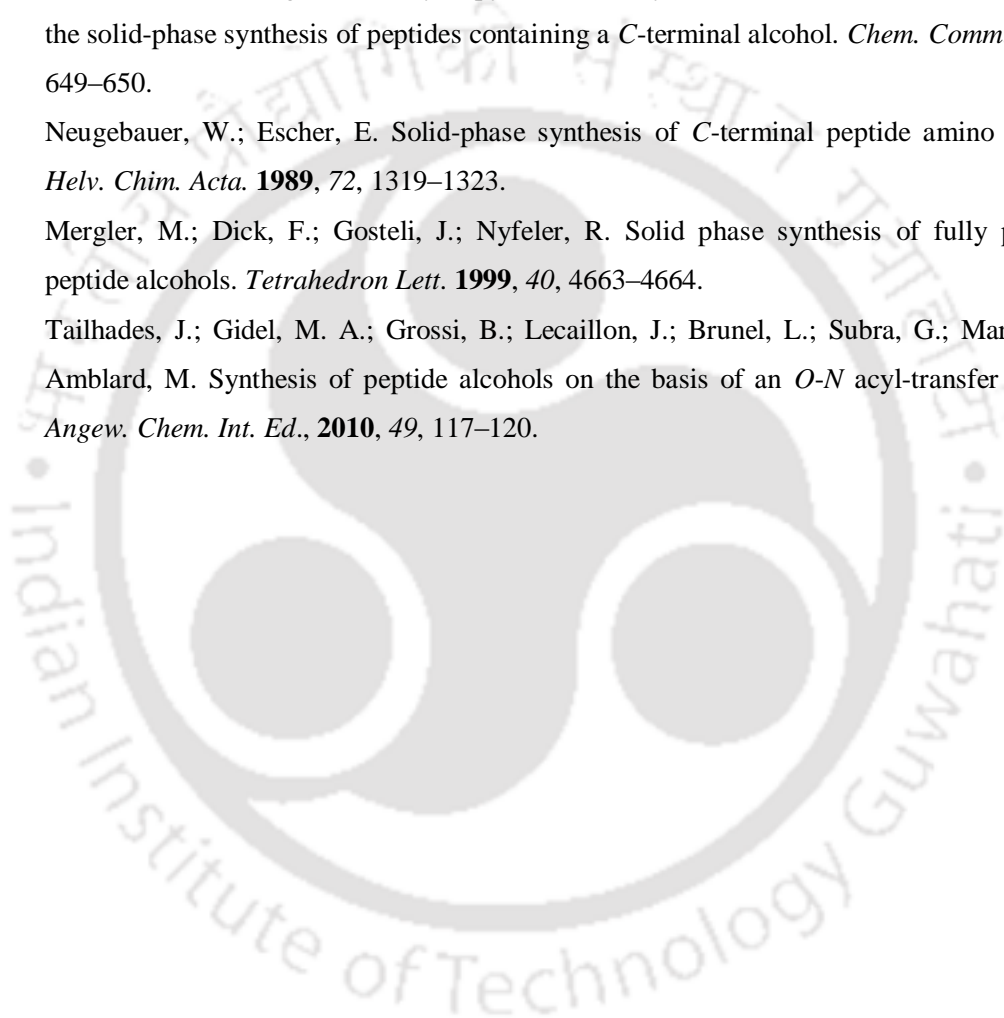 the solid-phase synthesis of peptides containing a C-terminal alcohol. Chem. Comm
649–650.
Neugebauer, W.; Escher, E. Solid-phase synthesis of C-terminal peptide amino
Helv. Chim. Acta. 1989, 72, 1319–1323.
Mergler, M.; Dick, F.; Gosteli, J.; Nyfeler, R. Solid phase synthesis of fully p
peptide alcohols. Tetrahedron Lett. 1999, 40, 4663–4664.
Tailhades, J.; Gidel, M. A.; Grossi, B.; Lecaillon, J.; Brunel, L.; Subra, G.; Mar
Amblard, M. Synthesis of peptide alcohols on the basis of an O-N acyl-transfer
Angew. Chem. Int. Ed., 2010, 49, 117–120.
Indian Institute of Technology Guwahati